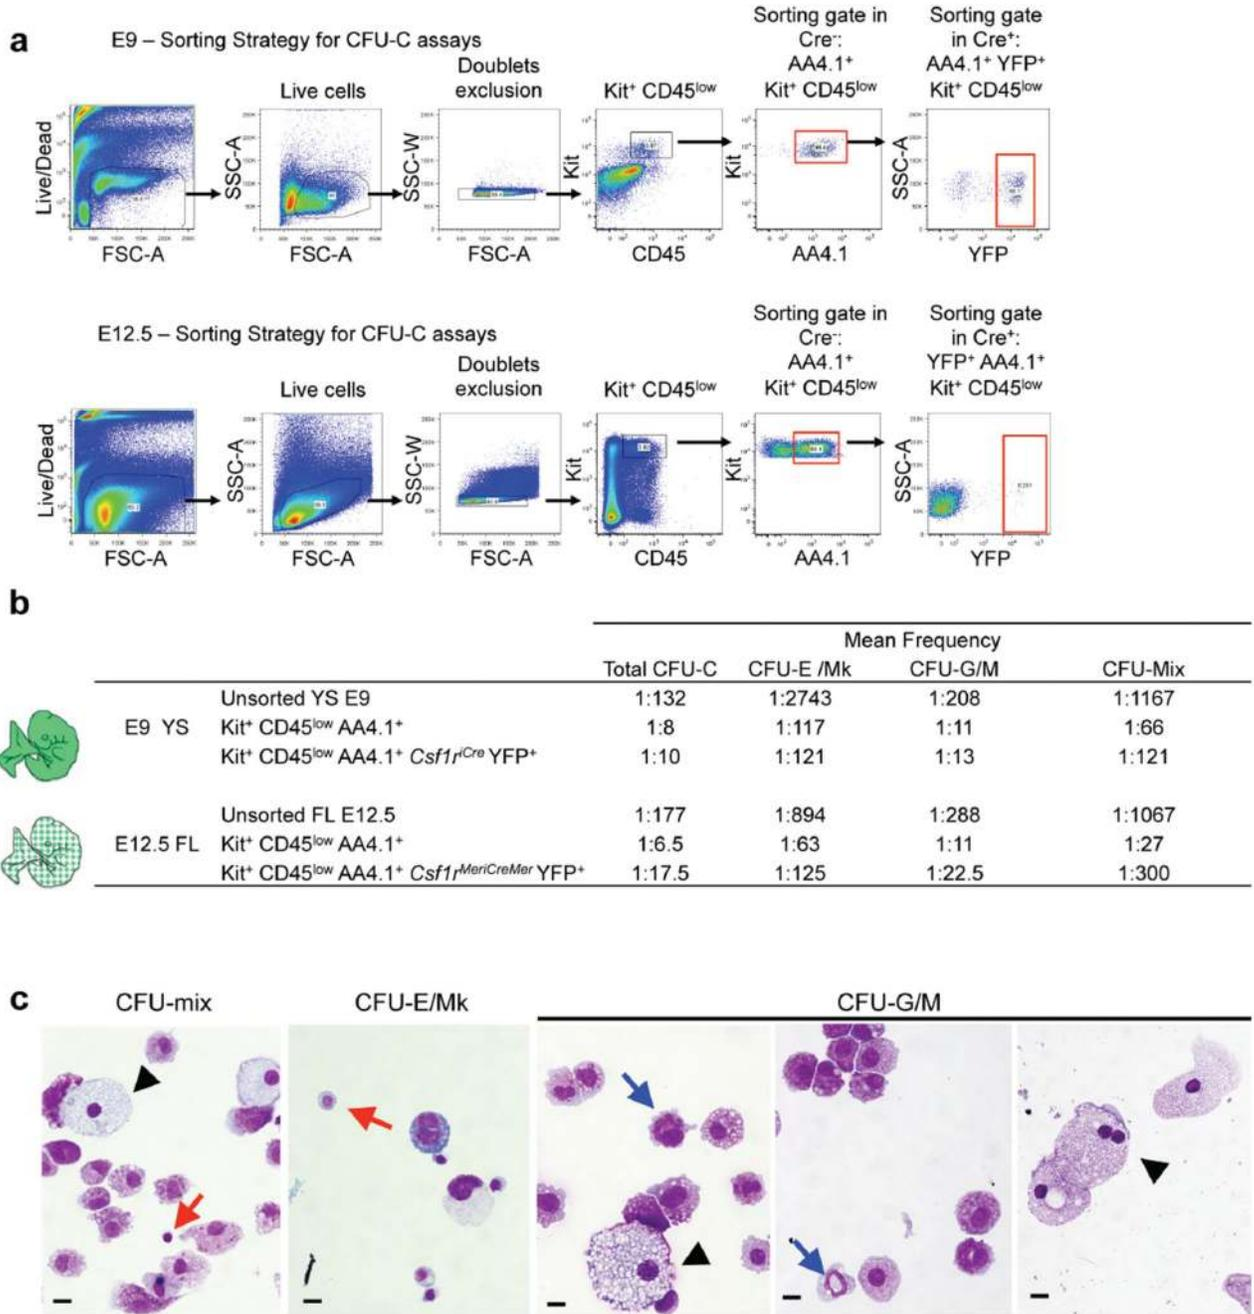 a
E9 – Sorting Strategy for CFU-C assays
Live cells
Doublets
exclusion
Kit⁺ CD45ˡᵒʷ
Sorting gate in
Cre⁻:
AA4.1⁺
Kit⁺ CD45ˡᵒʷ
Sorting gate
in Cre⁺:
AA4.1⁺ YFP⁺
Kit⁺ CD45ˡᵒʷ
Live/Dead
FSC-A
SSC-A
FSC-A
SSC-W
FSC-A
Kit
CD45
Kit
AA4.1
SSC-A
YFP
E12.5 – Sorting Strategy for CFU-C assays
Live cells
Doublets
exclusion
Kit⁺ CD45ˡᵒʷ
Sorting gate in
Cre⁻:
AA4.1⁺
Kit⁺ CD45ˡᵒʷ
Sorting gate
in Cre⁺:
YFP⁺ AA4.1⁺
Kit⁺ CD45ˡᵒʷ
Live/Dead
FSC-A
SSC-A
FSC-A
SSC-W
FSC-A
Kit
CD45
Kit
AA4.1
SSC-A
YFP
b
Mean Frequency
Total CFU-C CFU-E /Mk CFU-G/M CFU-Mix
Unsorted YS E9 1:132 1:2743 1:208 1:1167
E9 YS Kit⁺ CD45ˡᵒʷ AA4.1⁺ 1:8 1:117 1:11 1:66
Kit⁺ CD45ˡᵒʷ AA4.1⁺ Csf1rⁱCre YFP⁺ 1:10 1:121 1:13 1:121
Unsorted FL E12.5 1:177 1:894 1:288 1:1067
E12.5 FL Kit⁺ CD45ˡᵒʷ AA4.1⁺ 1:6.5 1:63 1:11 1:27
Kit⁺ CD45ˡᵒʷ AA4.1⁺ Csf1rMeriCreMer YFP⁺ 1:17.5 1:125 1:22.5 1:300
c
CFU-mix CFU-E/Mk CFU-G/M